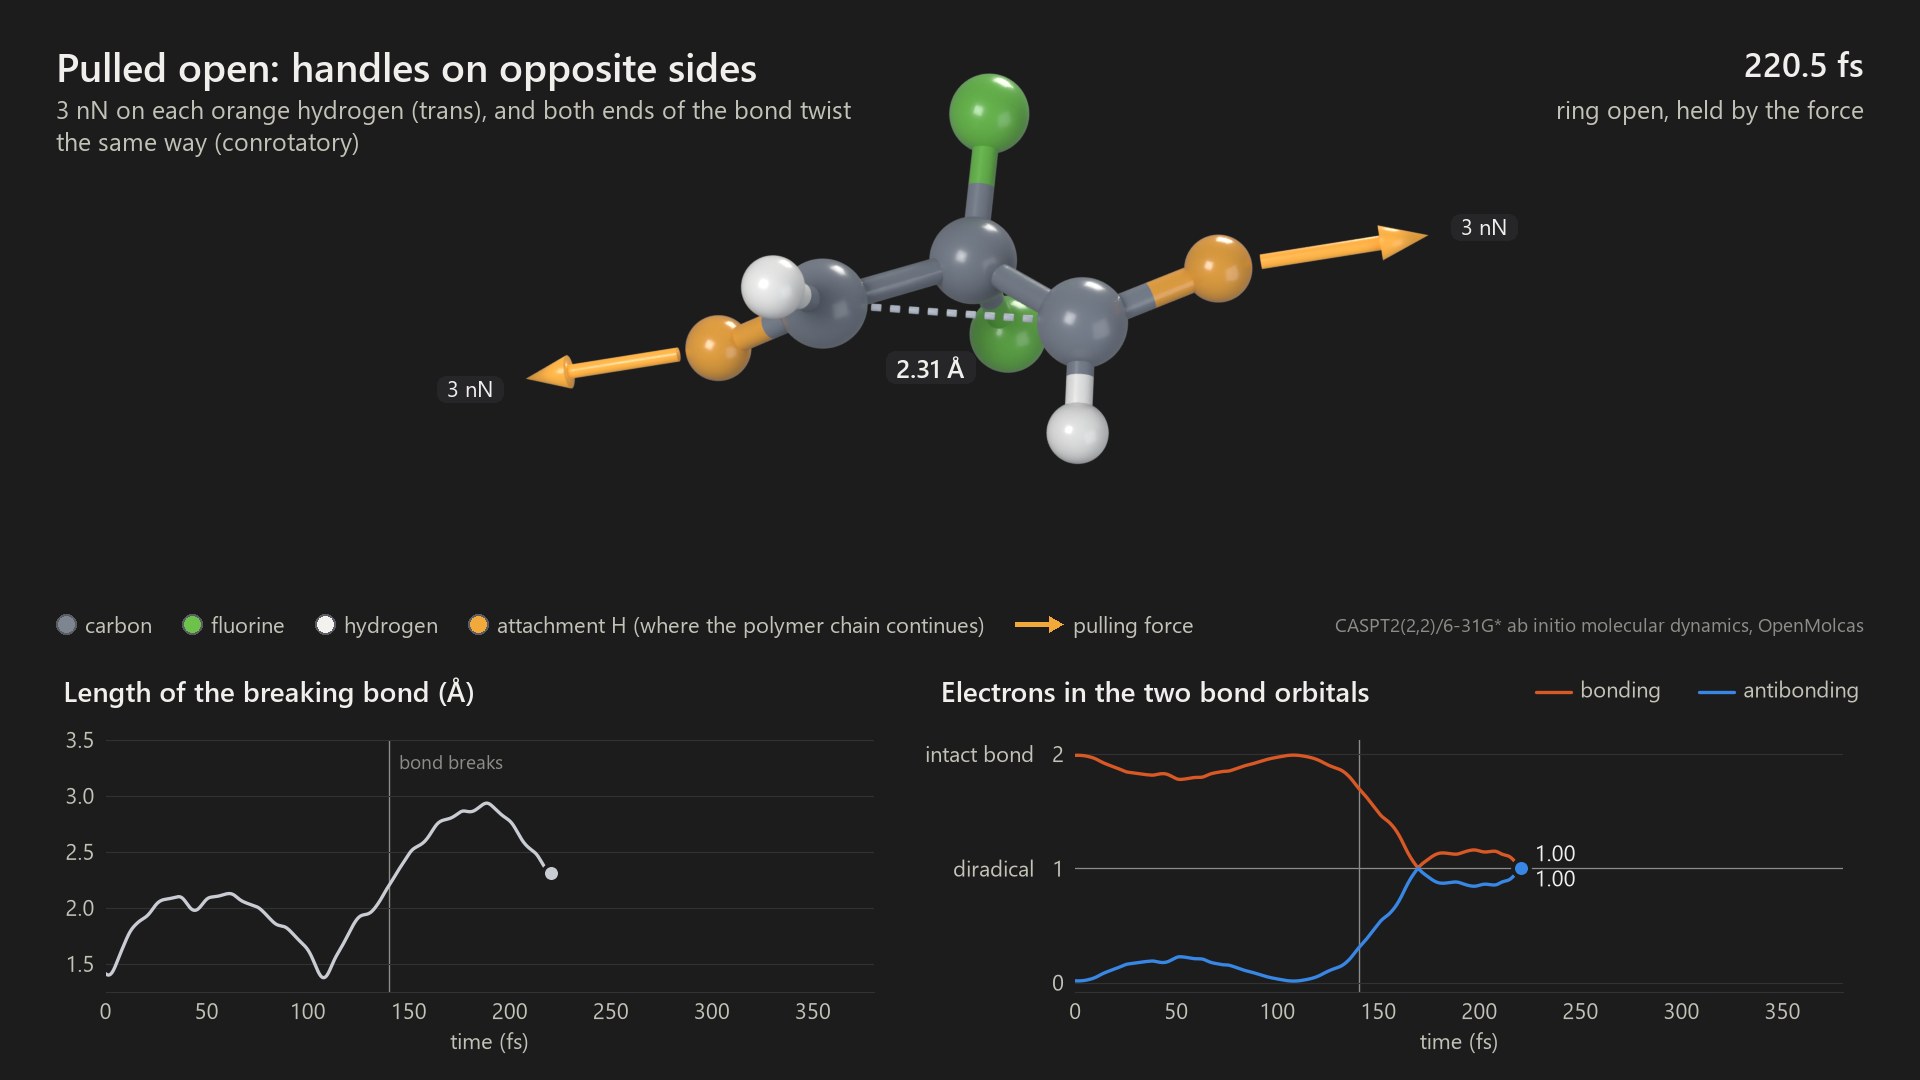 Pulled open: handles on opposite sides
3 nN on each orange hydrogen (trans), and both ends of the bond twist
the same way (conrotatory)
220.5 fs
ring open, held by the force
3 nN
3 nN
2.31 Å
carbon
fluorine
hydrogen
attachment H (where the polymer chain continues)
pulling force
CASPT2(2,2)/6-31G* ab initio molecular dynamics, OpenMolcas
Length of the breaking bond (Å)
3.5
3.0
2.5
2.0
1.5
bond breaks
0 50 100 150 200 250 300 350
time (fs)
Electrons in the two bond orbitals
bonding
antibonding
intact bond 2
diradical 1
0
1.00
1.00
0 50 100 150 200 250 300 350
time (fs)